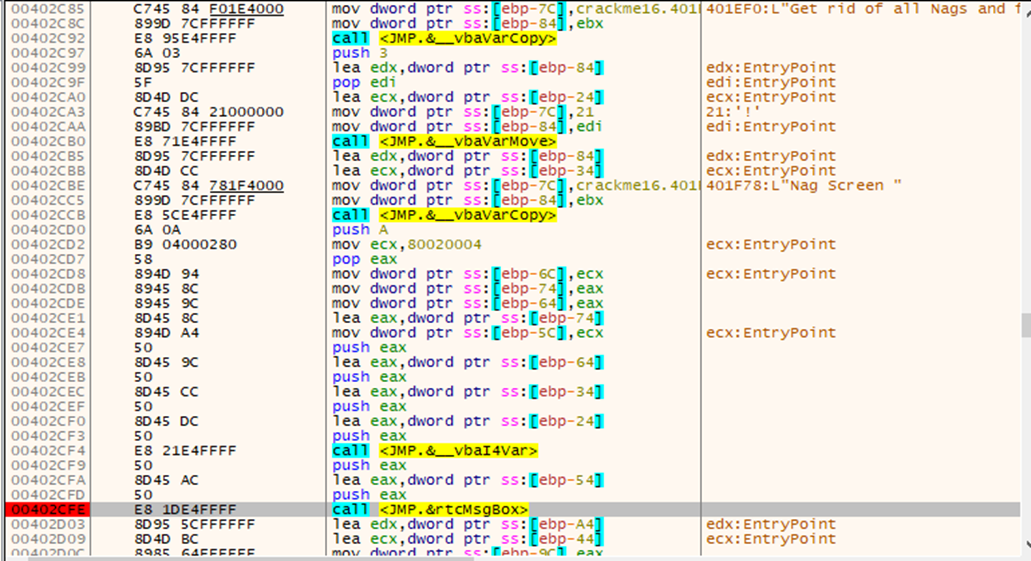 00402C85 C745 84 F01E4000 mov dword ptr ss:[ebp-7C],crackme16.401 401EF0:L"Get rid of all Nags and f
00402C8C 899D 7CFFFFFF mov dword ptr ss:[ebp-84],ebx
00402C92 E8 95E4FFFF call <JMP.&__vbaVarCopy>
00402C97 6A 03 push 3
00402C99 8D95 7CFFFFFF lea edx,dword ptr ss:[ebp-84] edx:EntryPoint
00402C9F 5F pop edi edi:EntryPoint
00402CA0 8D4D DC lea ecx,dword ptr ss:[ebp-24] ecx:EntryPoint
00402CA3 C745 84 21000000 mov dword ptr ss:[ebp-7C],21 21:'!'
00402CAA 89BD 7CFFFFFF mov dword ptr ss:[ebp-84],edi edi:EntryPoint
00402CB0 E8 71E4FFFF call <JMP.&__vbaVarMove>
00402CB5 8D95 7CFFFFFF lea edx,dword ptr ss:[ebp-84] edx:EntryPoint
00402CBB 8D4D CC lea ecx,dword ptr ss:[ebp-34] ecx:EntryPoint
00402CBE C745 84 781F4000 mov dword ptr ss:[ebp-7C],crackme16.401 401F78:L"Nag Screen "
00402CC5 899D 7CFFFFFF mov dword ptr ss:[ebp-84],ebx
00402CCB E8 5CE4FFFF call <JMP.&__vbaVarCopy>
00402CD0 6A 0A push A
00402CD2 B9 04000280 mov ecx,80020004 ecx:EntryPoint
00402CD7 58 pop eax
00402CD8 894D 94 mov dword ptr ss:[ebp-6C],ecx ecx:EntryPoint
00402CDB 8945 8C mov dword ptr ss:[ebp-74],eax
00402CDE 8945 9C mov dword ptr ss:[ebp-64],eax
00402CE1 8D45 8C lea eax,dword ptr ss:[ebp-74]
00402CE4 894D A4 mov dword ptr ss:[ebp-5C],ecx ecx:EntryPoint
00402CE7 50 push eax
00402CE8 8D45 9C lea eax,dword ptr ss:[ebp-64]
00402CEB 50 push eax
00402CEC 8D45 CC lea eax,dword ptr ss:[ebp-34]
00402CEF 50 push eax
00402CF0 8D45 DC lea eax,dword ptr ss:[ebp-24]
00402CF3 50 push eax
00402CF4 E8 21E4FFFF call <JMP.&__vbaI4Var>
00402CF9 50 push eax
00402CFA 8D45 AC lea eax,dword ptr ss:[ebp-54]
00402CFD 50 push eax
00402CFE E8 1DE4FFFF call <JMP.&rtcMsgBox>
00402D03 8D95 5CFFFFFF lea edx,dword ptr ss:[ebp-A4] edx:EntryPoint
00402D09 8D4D BC lea ecx,dword ptr ss:[ebp-44] ecx:EntryPoint
00402D0C 8985 64FFFFFF mov dword ptr ss:[ebp-9C],eax